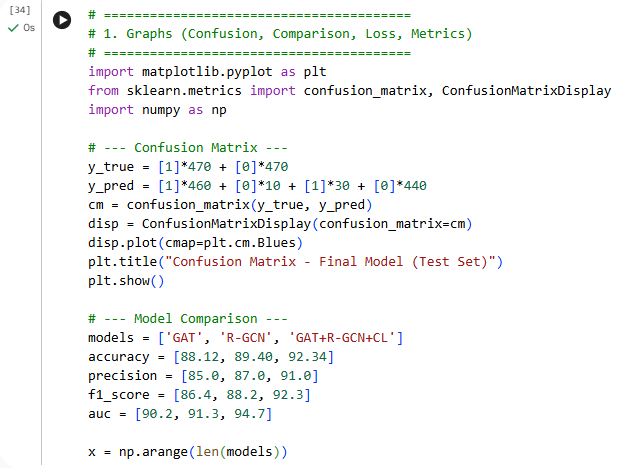 [34]
0s
# =======================================
# 1. Graphs (Confusion, Comparison, Loss, Metrics)
# =======================================
import matplotlib.pyplot as plt
from sklearn.metrics import confusion_matrix, ConfusionMatrixDisplay
import numpy as np
# --- Confusion Matrix ---
y_true = [1]*470 + [0]*470
y_pred = [1]*460 + [0]*10 + [1]*30 + [0]*440
cm = confusion_matrix(y_true, y_pred)
disp = ConfusionMatrixDisplay(confusion_matrix=cm)
disp.plot(cmap=plt.cm.Blues)
plt.title("Confusion Matrix - Final Model (Test Set)")
plt.show()
# --- Model Comparison ---
models = ['GAT', 'R-GCN', 'GAT+R-GCN+CL']
accuracy = [88.12, 89.40, 92.34]
precision = [85.0, 87.0, 91.0]
f1_score = [86.4, 88.2, 92.3]
auc = [90.2, 91.3, 94.7]
x = np.arange(len(models))